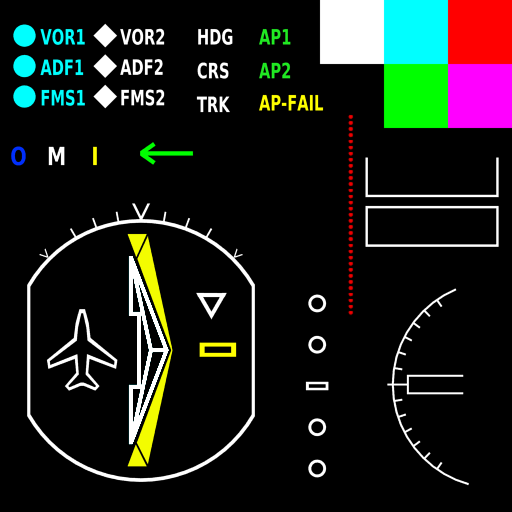 VOR1 VOR2 HDG AP1
ADF1 ADF2 CRS AP2
FMS1 FMS2 TRK AP-FAIL
O M I